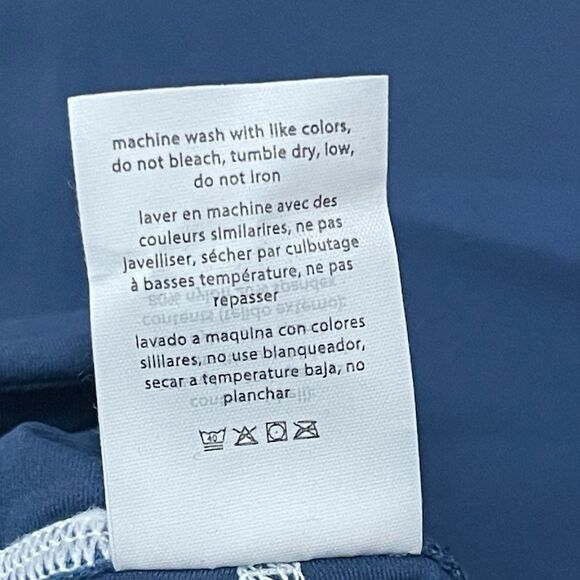 machine wash with like colors,
do not bleach, tumble dry, low,
do not iron
laver en machine avec des
couleurs similarires, ne pas
javelliser, sécher par culbutage
à basses température, ne pas
repasser
lavado a maquina con colores
sililares, no use blanqueador,
secar a temperature baja, no
planchar
40